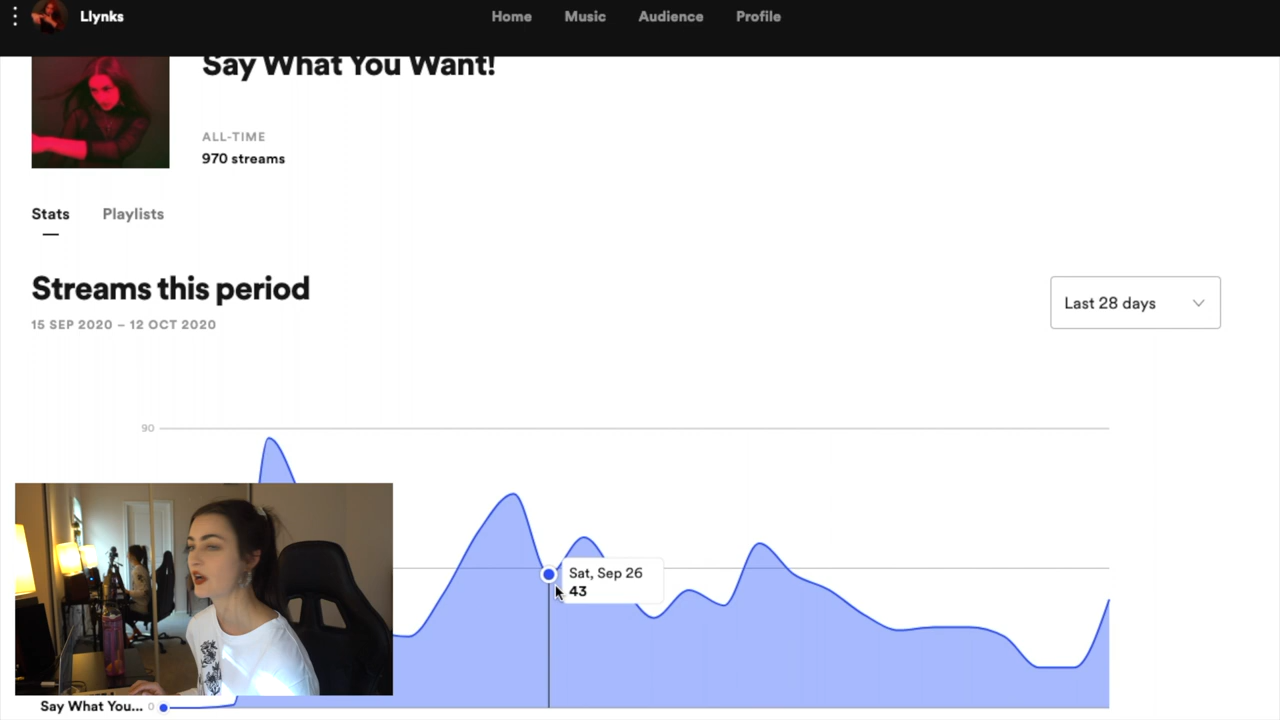 Llynks
Home Music Audience Profile
Say What You Want!
ALL-TIME
970 streams
Stats Playlists
Streams this period
15 SEP 2020 – 12 OCT 2020
Last 28 days
90
Sat, Sep 26
43
Say What You... 0